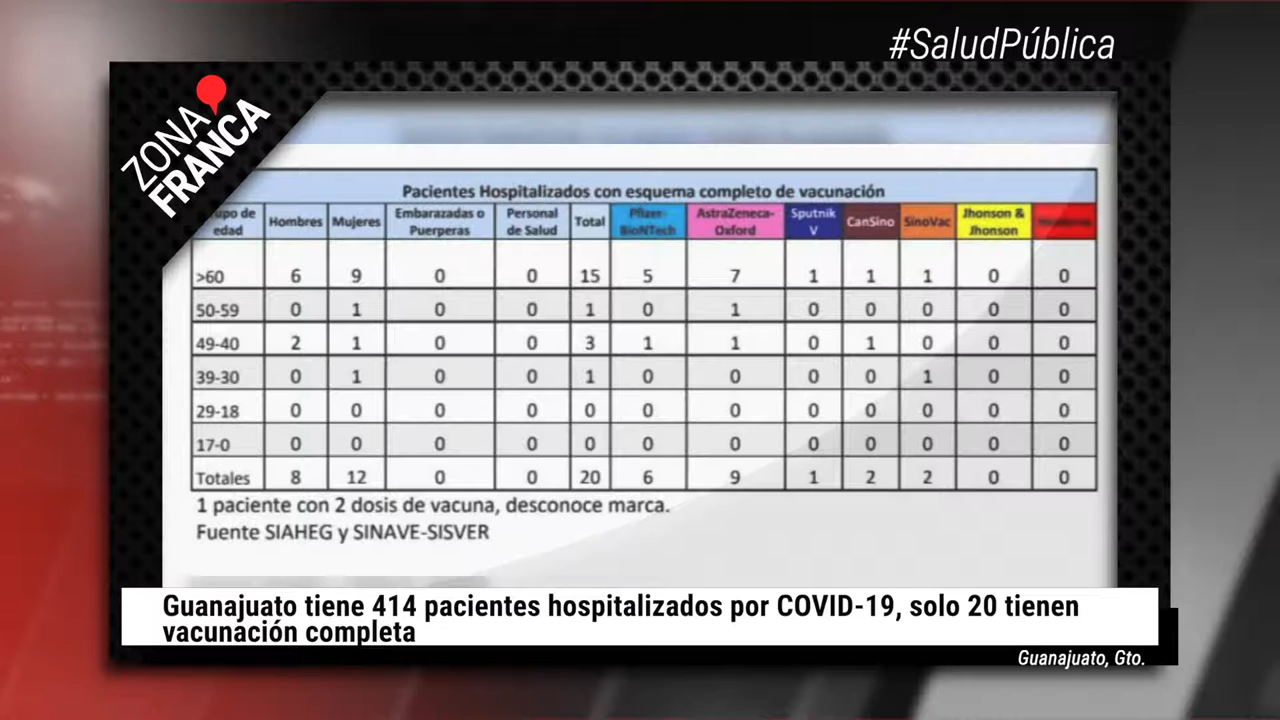 #SaludPública
ZONA
FRANCA
Pacientes Hospitalizados con esquema completo de vacunación
upo de edad Hombres Mujeres Embarazadas o Puerperas Personal de Salud Total Pfizer-BioNTech AstraZeneca-Oxford Sputnik V CanSino SinoVac Jhonson & Jhonson
>60 6 9 0 0 15 5 7 1 1 1 0 0
50-59 0 1 0 0 1 0 1 0 0 0 0 0
49-40 2 1 0 0 3 1 1 0 1 0 0 0
39-30 0 1 0 0 1 0 0 0 0 1 0 0
29-18 0 0 0 0 0 0 0 0 0 0 0 0
17-0 0 0 0 0 0 0 0 0 0 0 0 0
Totales 8 12 0 0 20 6 9 1 2 2 0 0
1 paciente con 2 dosis de vacuna, desconoce marca.
Fuente SIAHEG y SINAVE-SISVER
Guanajuato tiene 414 pacientes hospitalizados por COVID-19, solo 20 tienen
vacunación completa
Guanajuato, Gto.